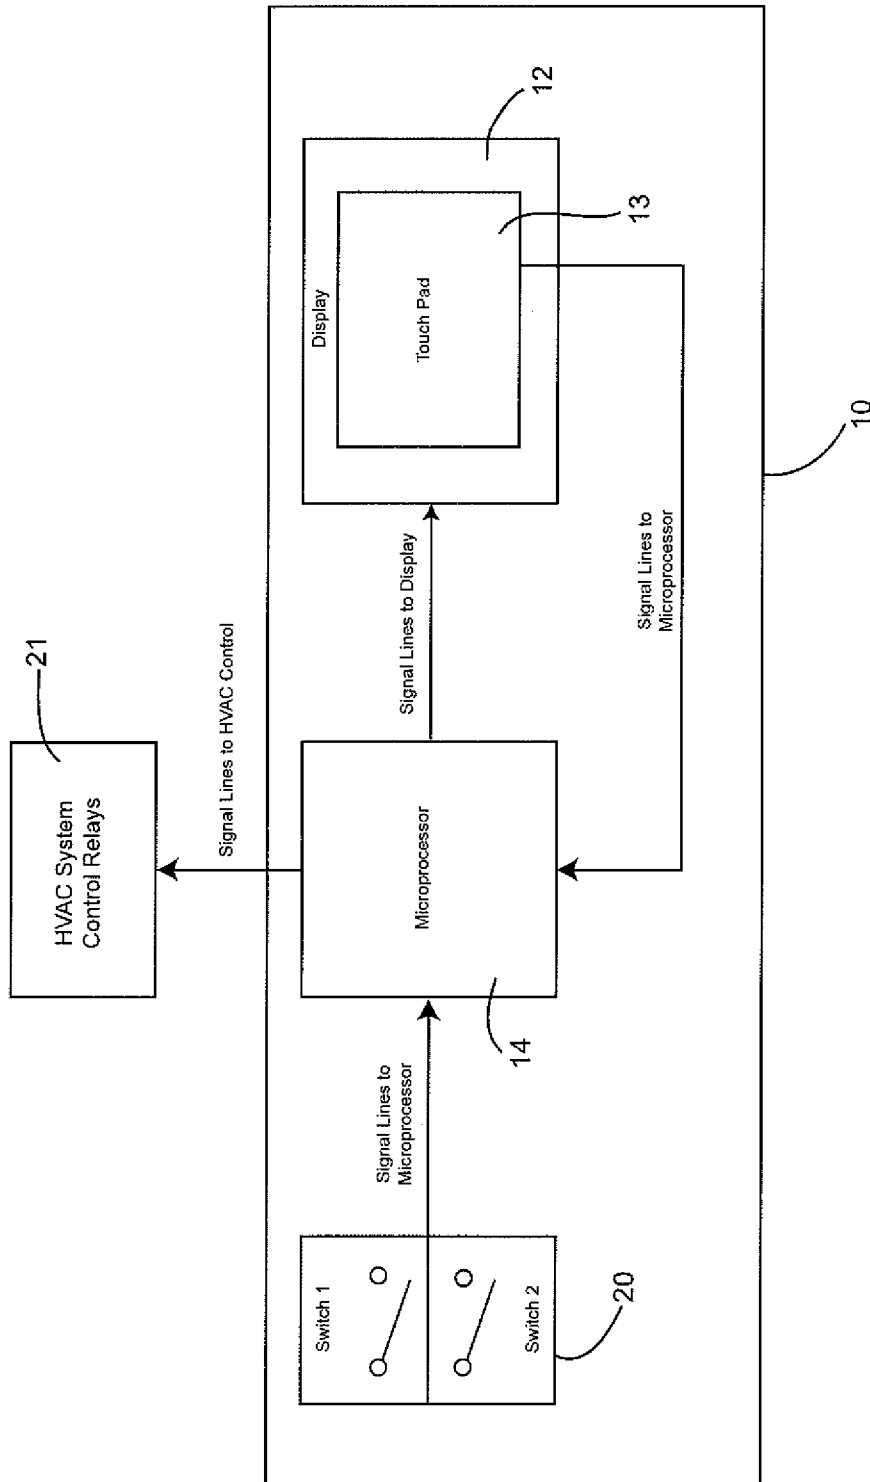 HVAC System
Control Relays
21
Signal Lines to HVAC Control
Switch 1
Switch 2
20
Signal Lines to
Microprocessor
Microprocessor
14
Signal Lines to Display
Display
Touch Pad
12
13
Signal Lines to
Microprocessor
10